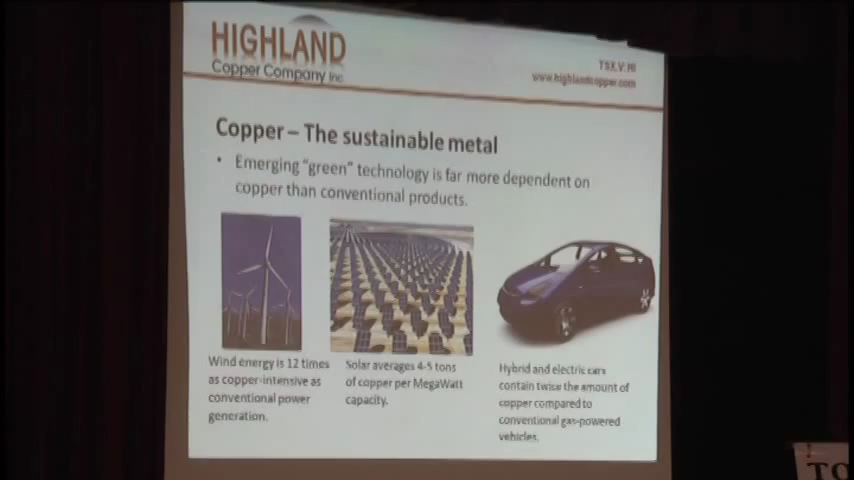 HIGHLAND
Copper Company Inc
TSX.V: HI
www.highlandcopper.com
Copper – The sustainable metal
• Emerging “green” technology is far more dependent on
copper than conventional products.
Wind energy is 12 times
as copper-intensive as
conventional power
generation.
Solar averages 4-5 tons
of copper per MegaWatt
capacity.
Hybrid and electric cars
contain twice the amount of
copper compared to
conventional gas-powered
vehicles.